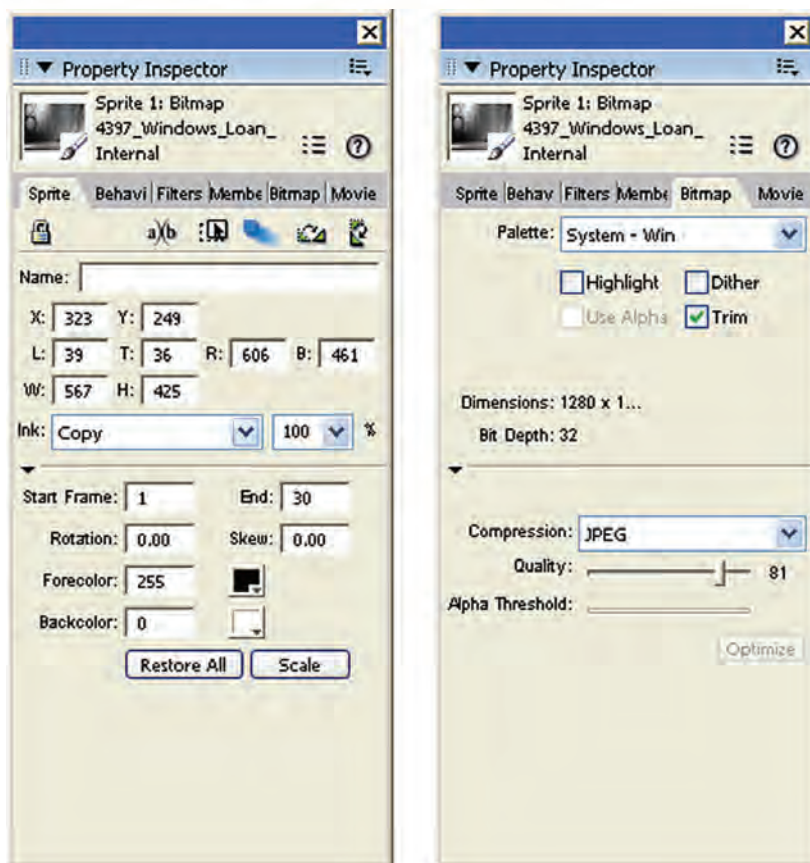 Property Inspector
Sprite 1: Bitmap
4397_Windows_Loan_
Internal
Sprite Behavi Filters Membe Bitmap Movie
a)(b
Name:
X: 323 Y: 249
L: 39 T: 36 R: 606 B: 461
W: 567 H: 425
Ink: Copy 100 %
Start Frame: 1 End: 30
Rotation: 0.00 Skew: 0.00
Forecolor: 255
Backcolor: 0
Restore All Scale
Property Inspector
Sprite 1: Bitmap
4397_Windows_Loan_
Internal
Sprite Behav Filters Membe Bitmap Movie
Palette: System - Win
Highlight Dither
Use Alpha Trim
Dimensions: 1280 x 1...
Bit Depth: 32
Compression: JPEG
Quality: 81
Alpha Threshold:
Optimize